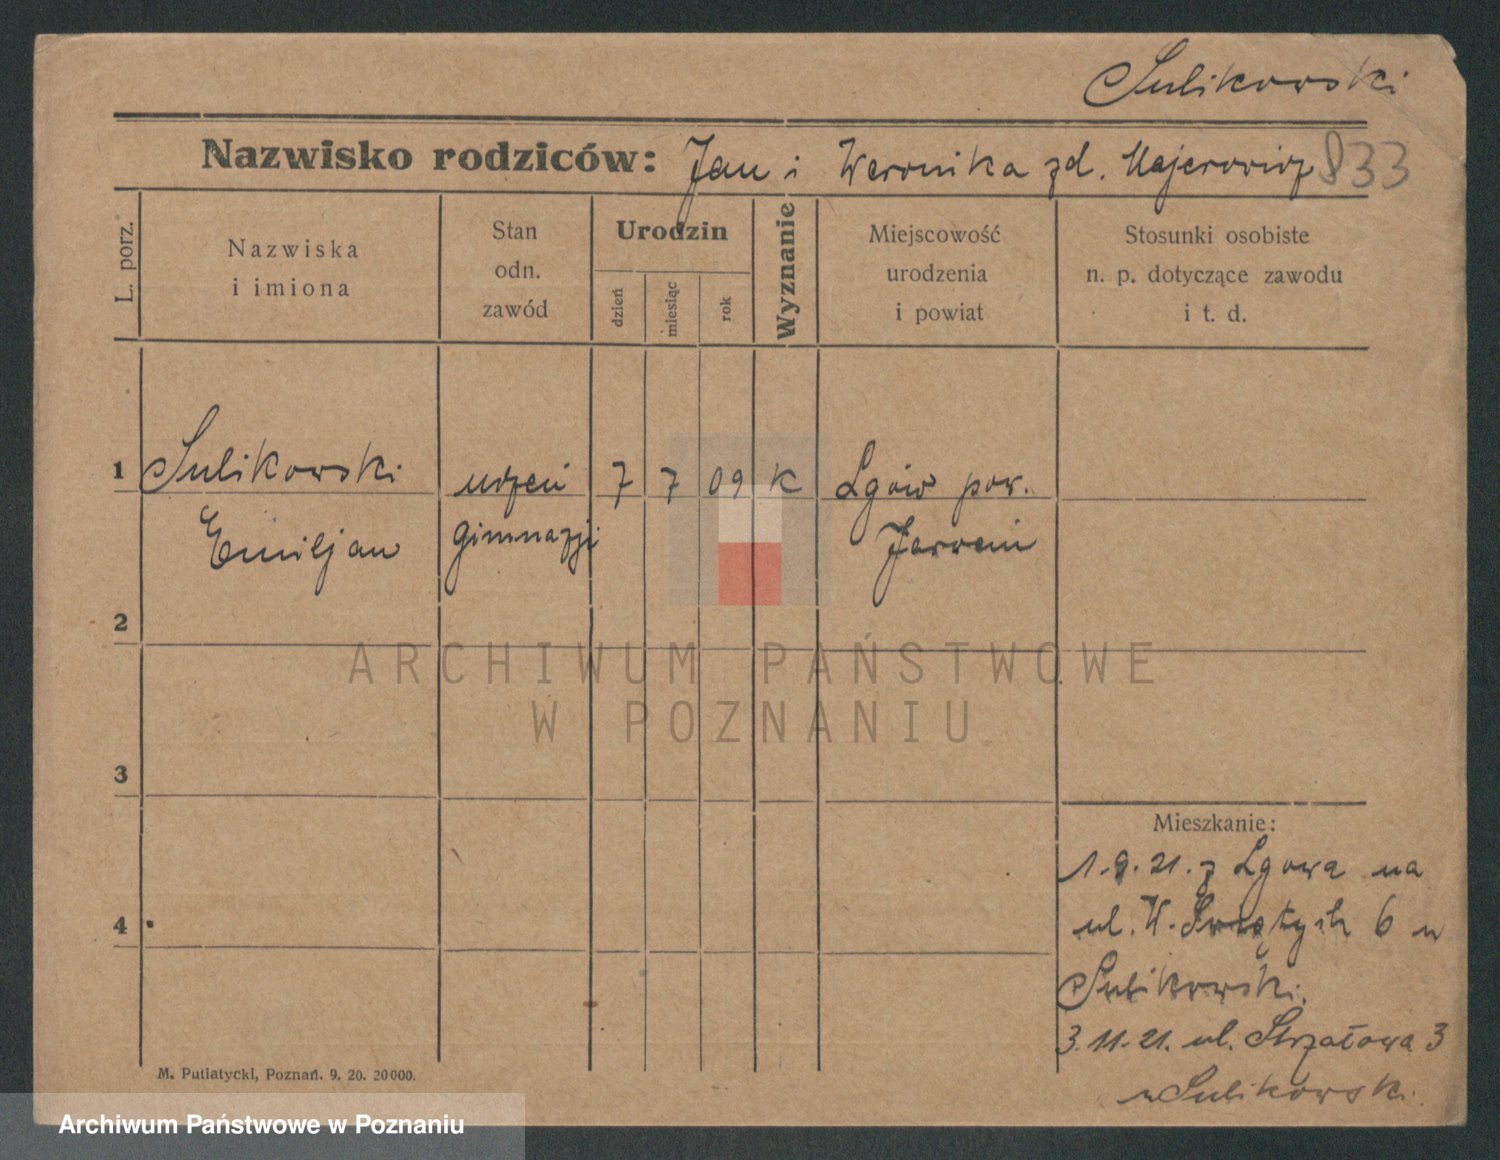 Sulikowski
Nazwisko rodziców: Jan i Weronika zd. Majerowicz 833
L. porz.
Nazwiska
i imiona
Stan
odn.
zawód
Urodzin
dzień
miesiąc
rok
Wyznanie
Miejscowość
urodzenia
i powiat
Stosunki osobiste
n. p. dotyczące zawodu
i t. d.
1 Sulikowski uczeń 7 7 09 K Lgów pow.
Emiljan gimnazji Jarocin
2
ARCHIWUM PAŃSTWOWE
W POZNANIU
3
Mieszkanie:
1.9.21. z Lgowa na
4
ul. W. Świętych 6 u
Sulikowski.
3.11.21. ul. Strzałowa 3
u Sulikowski.
M. Putiatycki, Poznań. 9. 20. 20000.
Archiwum Państwowe w Poznaniu